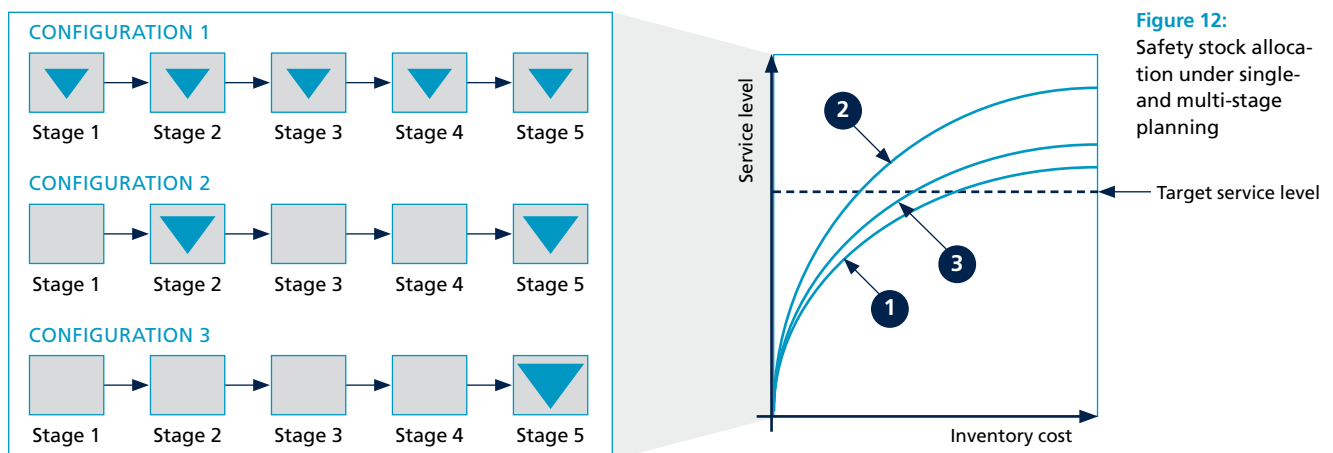 CONFIGURATION 1
Stage 1 Stage 2 Stage 3 Stage 4 Stage 5
CONFIGURATION 2
Stage 1 Stage 2 Stage 3 Stage 4 Stage 5
CONFIGURATION 3
Stage 1 Stage 2 Stage 3 Stage 4 Stage 5
Service level
2
3
1
Target service level
Inventory cost
Figure 12:
Safety stock alloca-
tion under single-
and multi-stage
planning